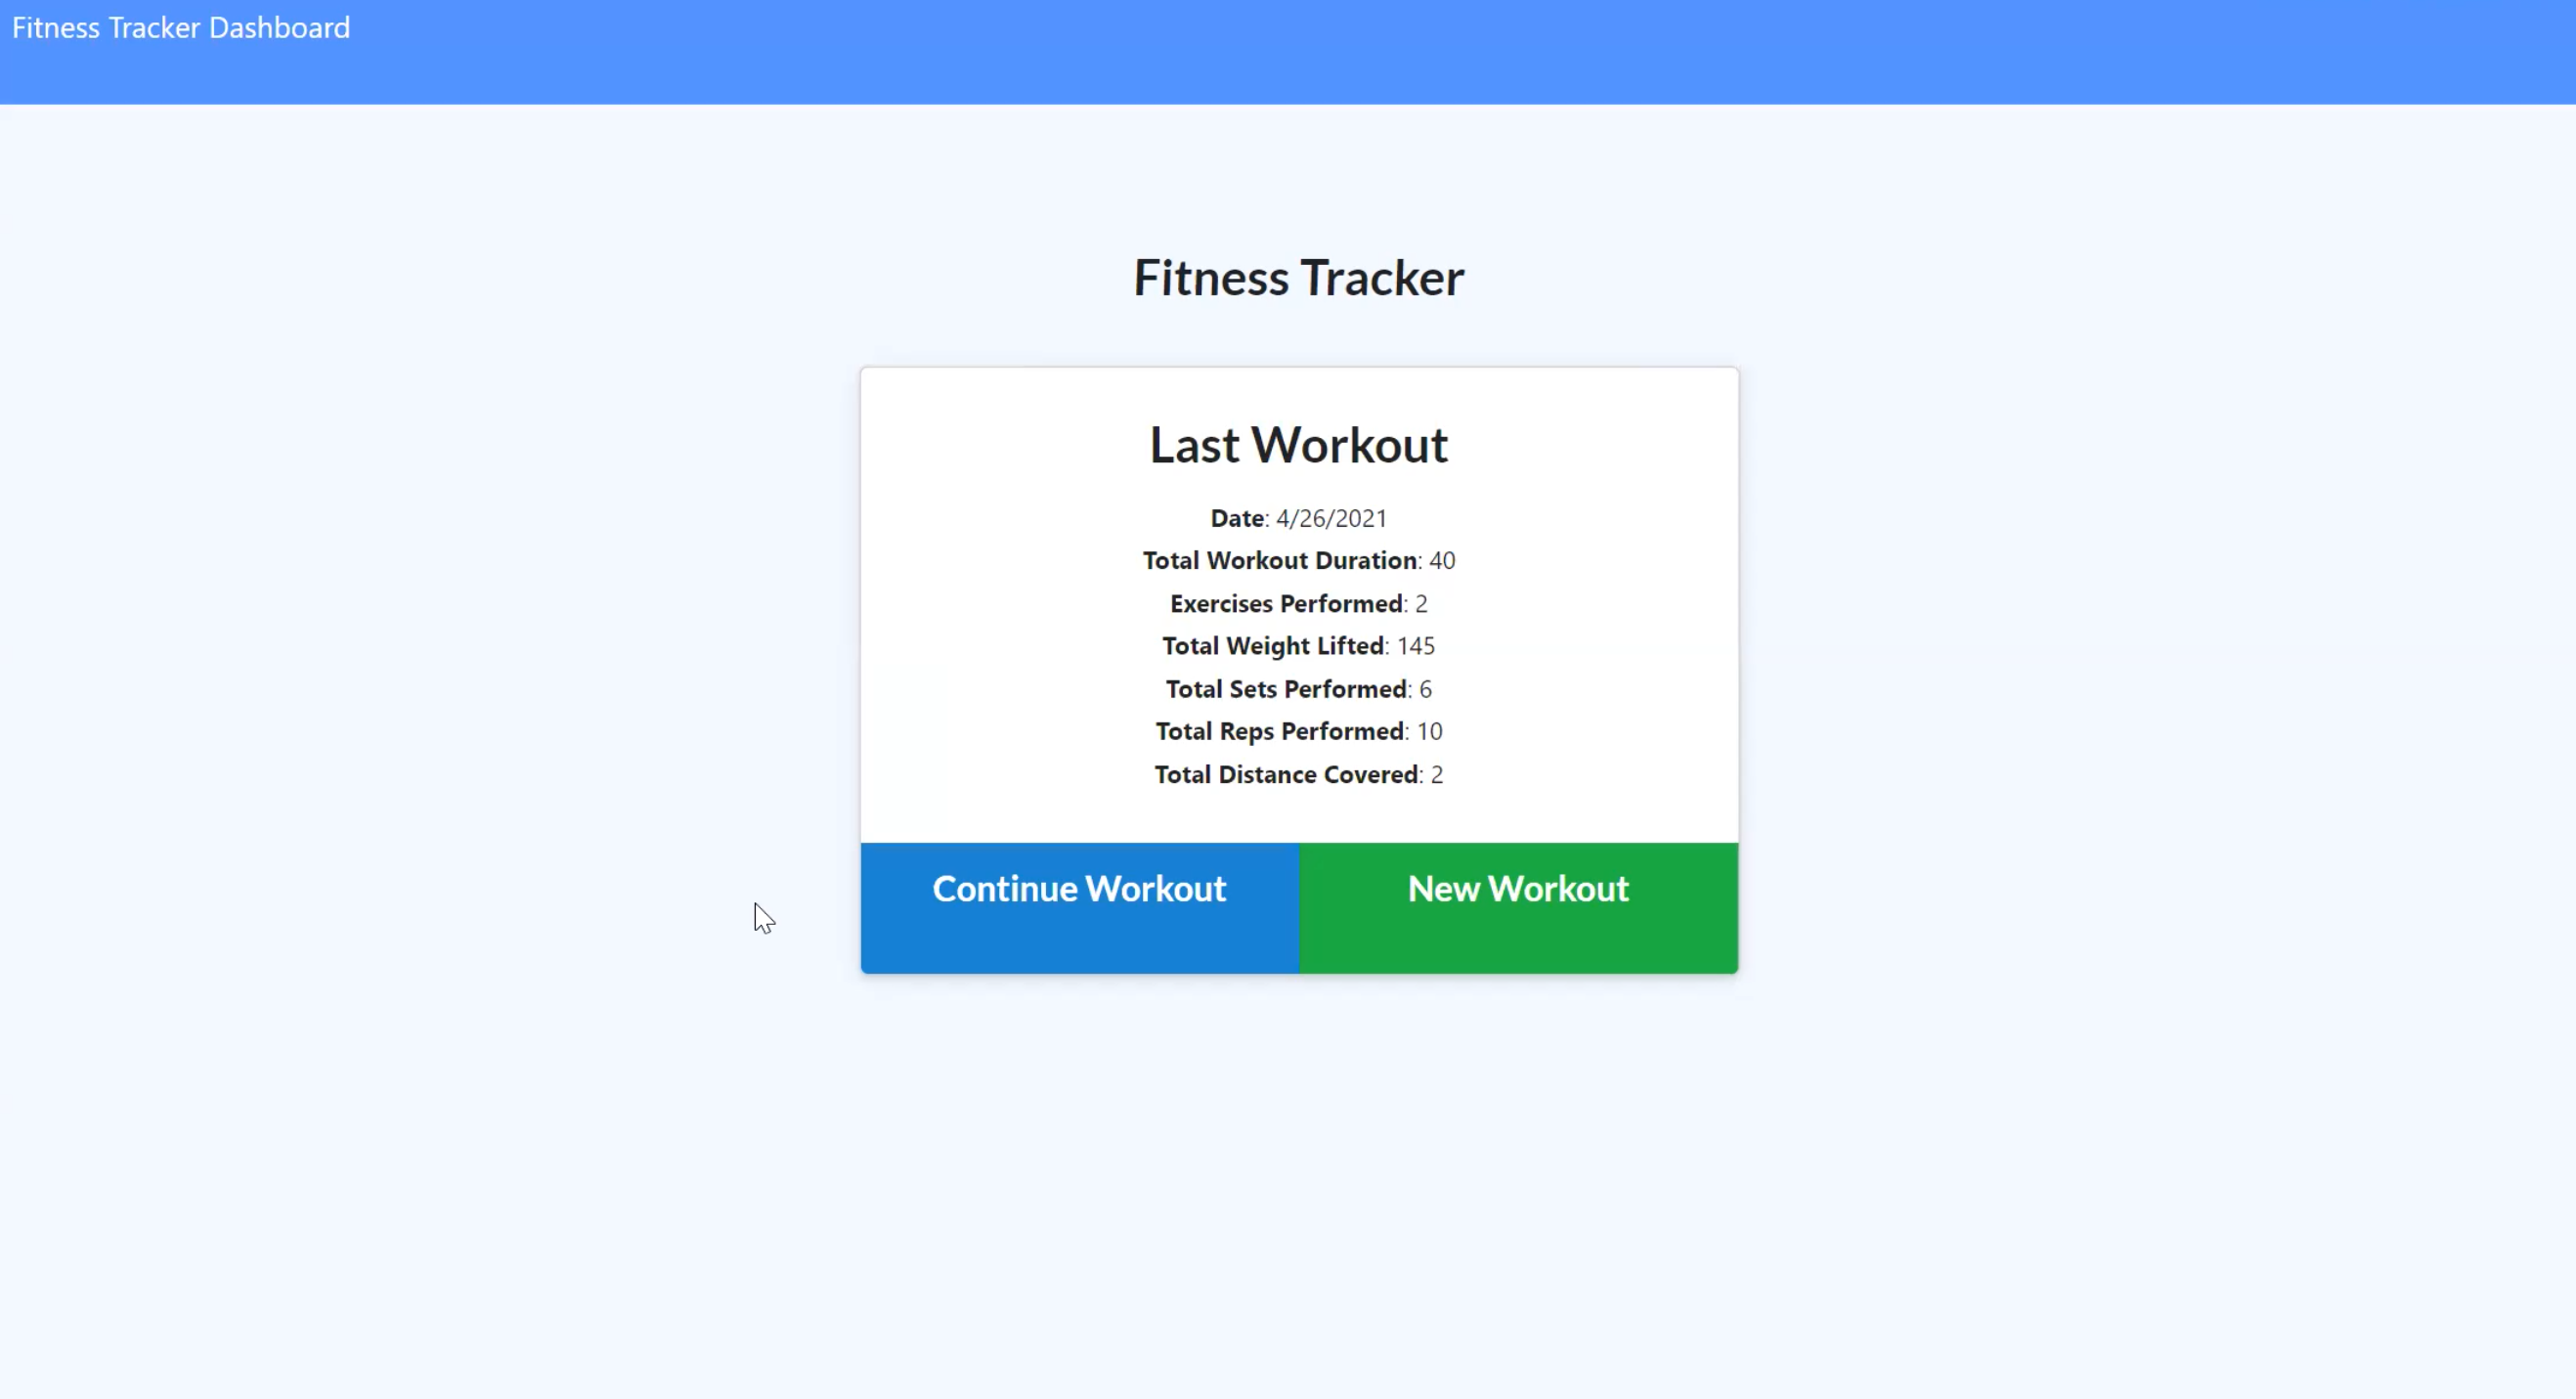 Fitness Tracker Dashboard
Fitness Tracker
Last Workout
Date: 4/26/2021
Total Workout Duration: 40
Exercises Performed: 2
Total Weight Lifted: 145
Total Sets Performed: 6
Total Reps Performed: 10
Total Distance Covered: 2
Continue Workout New Workout